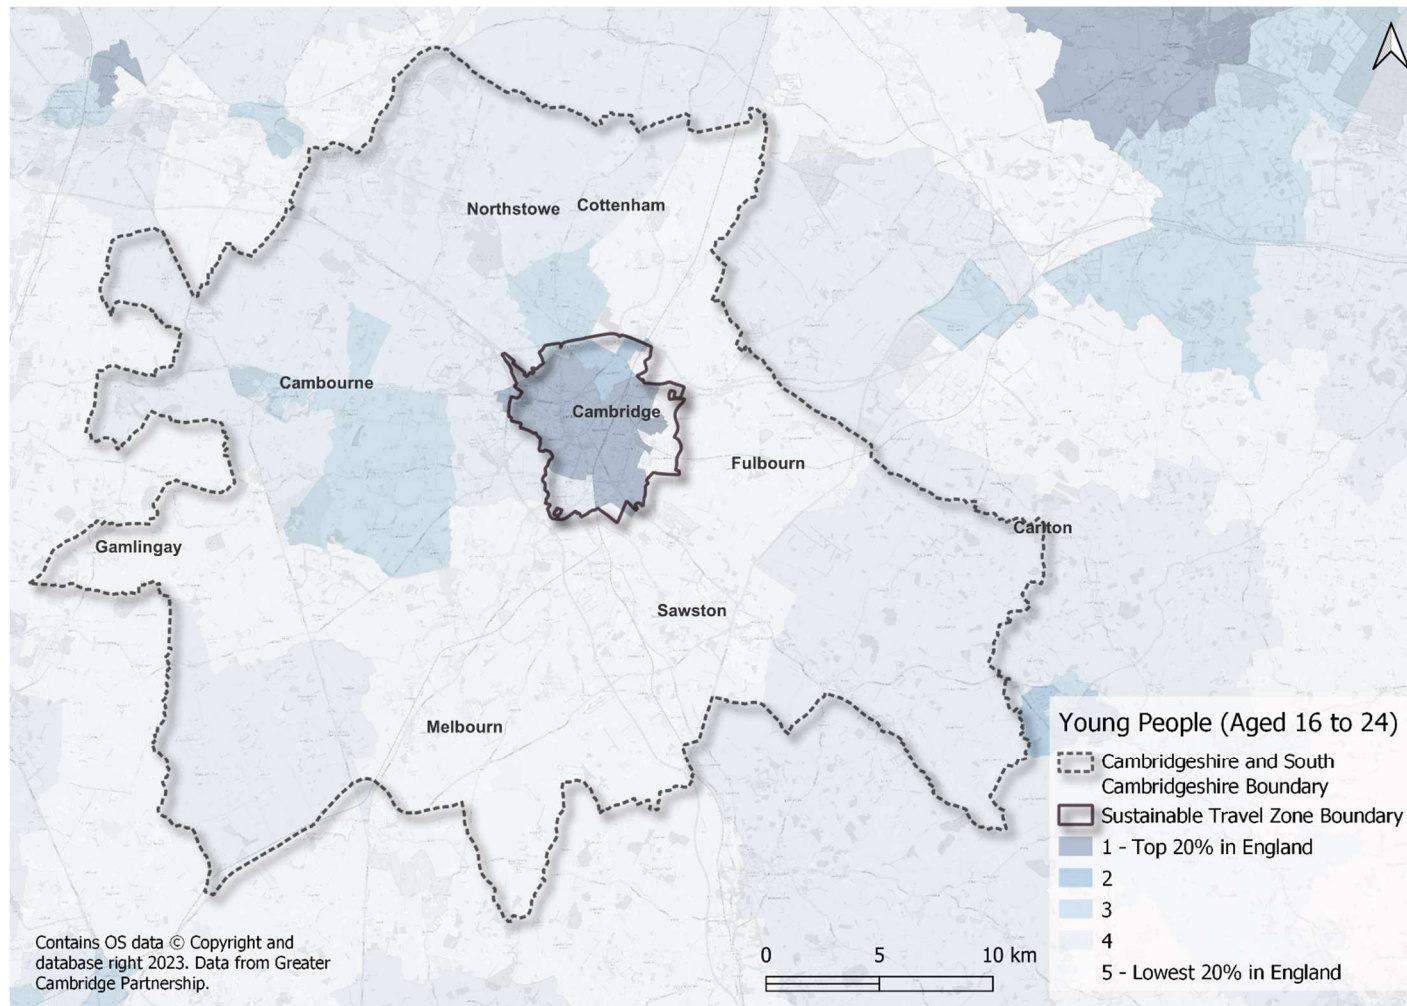 Northstowe
Cottenham
Cambourne
Cambridge
Fulbourn
Carlton
Gamlingay
Sawston
Melbourn
Young People (Aged 16 to 24)
Cambridgeshire and South
Cambridgeshire Boundary
Sustainable Travel Zone Boundary
1 - Top 20% in England
2
3
4
5 - Lowest 20% in England
Contains OS data © Copyright and
database right 2023. Data from Greater
Cambridge Partnership.
0 5 10 km